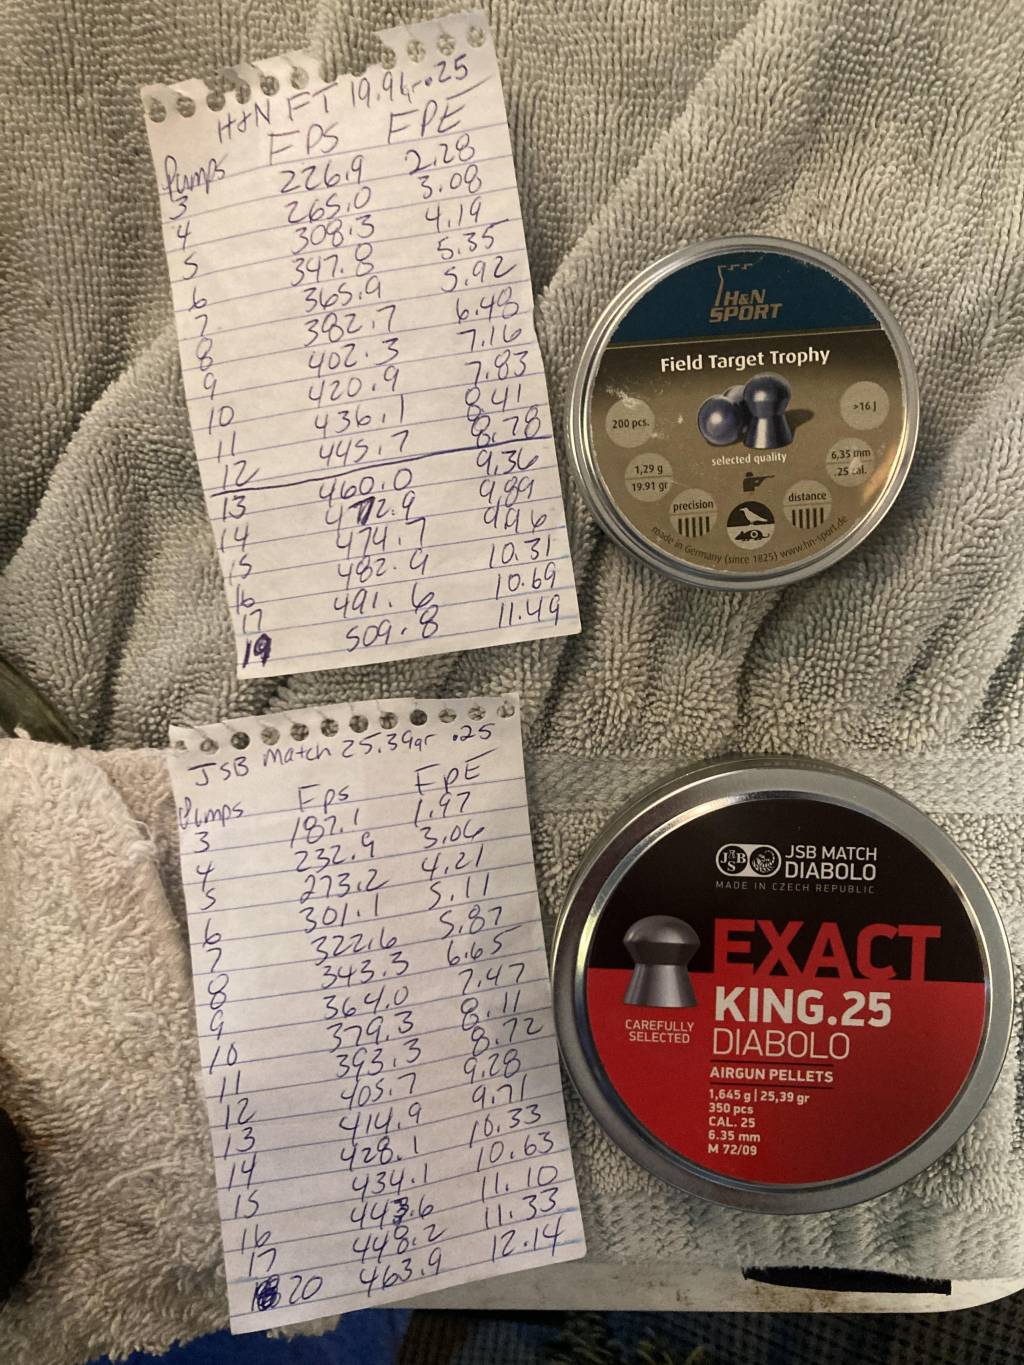 H&N FT 19.91gr .25
Pumps FPS FPE
3 226.9 2.28
4 265.0 3.08
5 308.3 4.19
6 347.8 5.35
7 365.9 5.92
8 382.7 6.48
9 402.3 7.16
10 420.9 7.83
11 436.1 8.41
12 445.7 8.78
13 460.0 9.36
14 472.9 9.89
15 474.7 9.96
16 482.9 10.31
17 491.6 10.69
19 509.8 11.49
H&N
SPORT
Field Target Trophy
200 pcs.
>16 J
selected quality
1,29 g
19.91 gr
6,35 mm
.25 cal.
precision
distance
made in Germany (since 1825) www.hn-sport.de
JSB Match 25.39gr .25
Pumps Fps FpE
3 187.1 1.97
4 232.9 3.06
5 273.2 4.21
6 301.1 5.11
7 322.6 5.87
8 343.3 6.65
9 364.0 7.47
10 379.3 8.11
11 393.3 8.72
12 405.7 9.28
13 414.9 9.71
14 428.1 10.33
15 434.1 10.63
16 443.6 11.10
17 448.2 11.33
20 463.9 12.14
JSB
JSB MATCH
DIABOLO
MADE IN CZECH REPUBLIC
EXACT
KING.25
DIABOLO
CAREFULLY
SELECTED
AIRGUN PELLETS
1,645 g | 25,39 gr
350 pcs
CAL. 25
6.35 mm
M 72/09